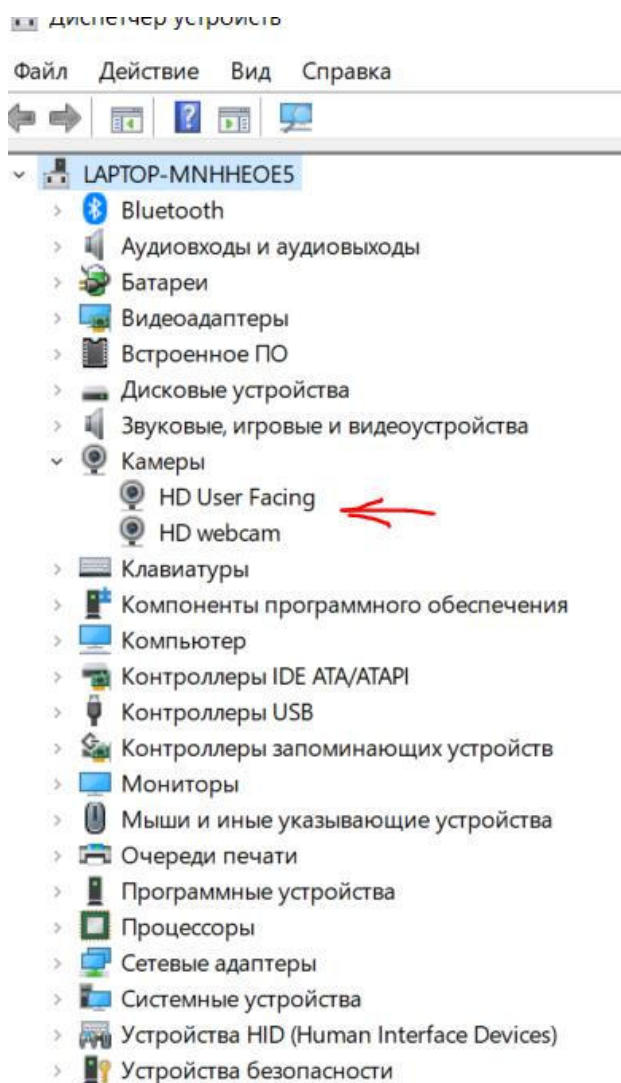 Диспетчер устройств
Файл Действие Вид Справка
LAPTOP-MNHHEOE5
Bluetooth
Аудиовходы и аудиовыходы
Батареи
Видеоадаптеры
Встроенное ПО
Дисковые устройства
Звуковые, игровые и видеоустройства
Камеры
HD User Facing
HD webcam
Клавиатуры
Компоненты программного обеспечения
Компьютер
Контроллеры IDE ATA/ATAPI
Контроллеры USB
Контроллеры запоминающих устройств
Мониторы
Мыши и иные указывающие устройства
Очереди печати
Программные устройства
Процессоры
Сетевые адаптеры
Системные устройства
Устройства HID (Human Interface Devices)
Устройства безопасности